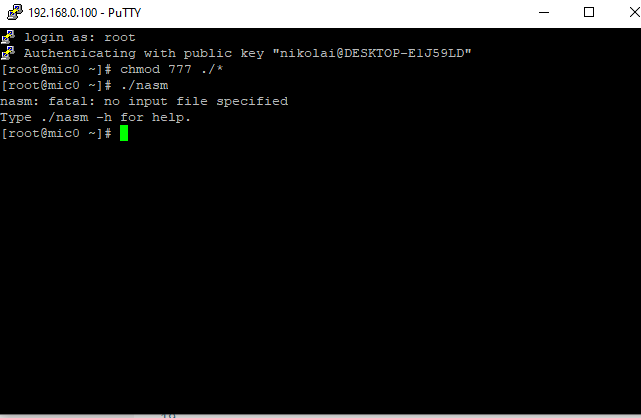 192.168.0.100 - PuTTY
login as: root
Authenticating with public key "nikolai@DESKTOP-ElJ59LD"
[root@mic0 ~]# chmod 777 ./*
[root@mic0 ~]# ./nasm
nasm: fatal: no input file specified
Type ./nasm -h for help.
[root@mic0 ~]#